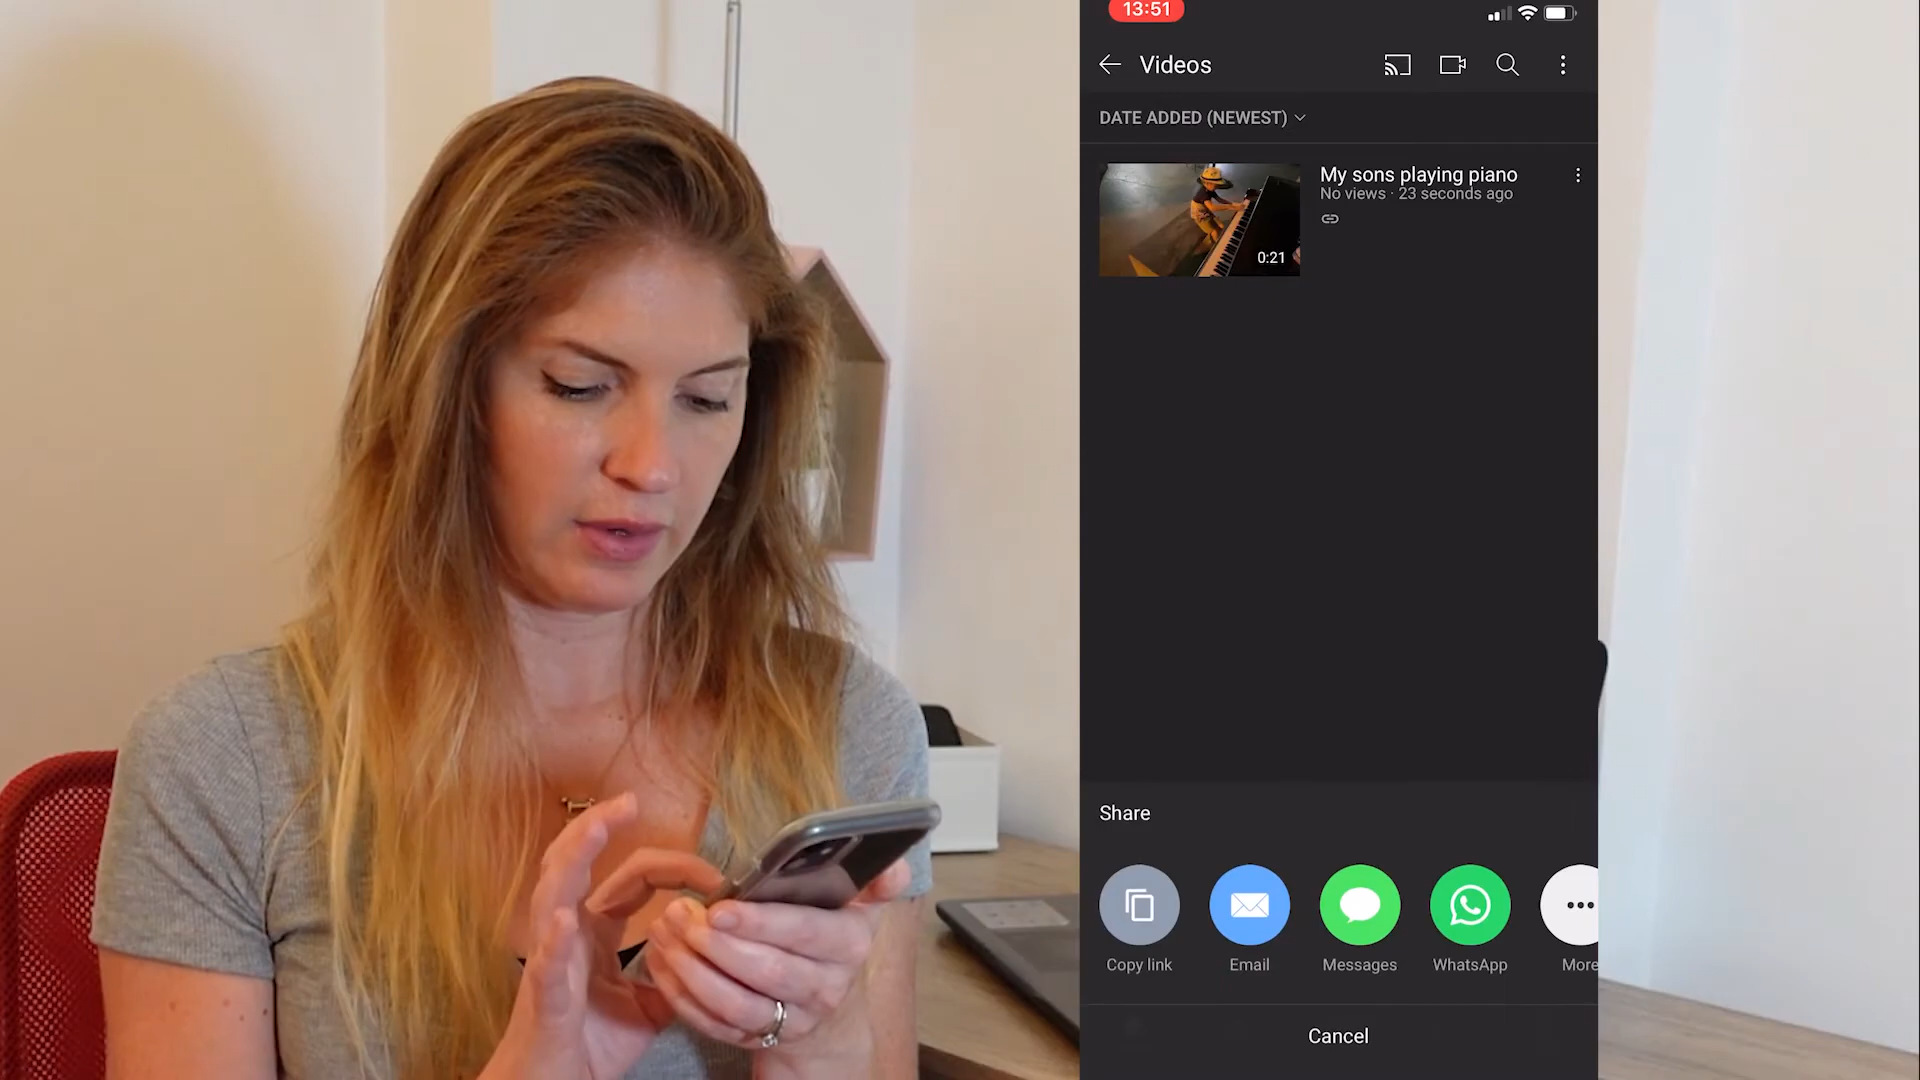 13:51
Videos
DATE ADDED (NEWEST)
My sons playing piano
No views · 23 seconds ago
0:21
Share
Copy link
Email
Messages
WhatsApp
More
Cancel